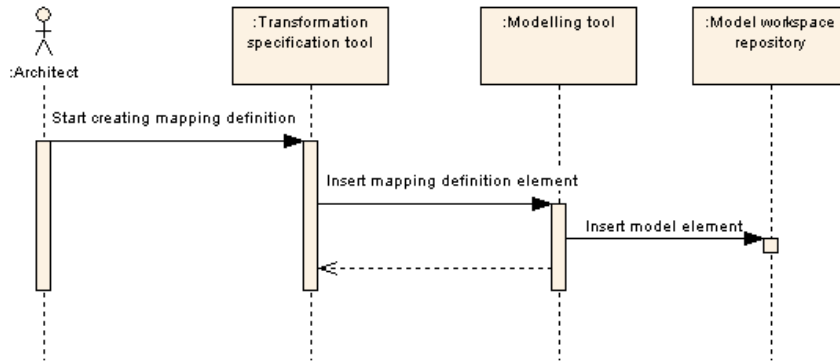 :Architect
:Transformation
specification tool
:Modelling tool
:Model workspace
repository
Start creating mapping definition
Insert mapping definition element
Insert model element